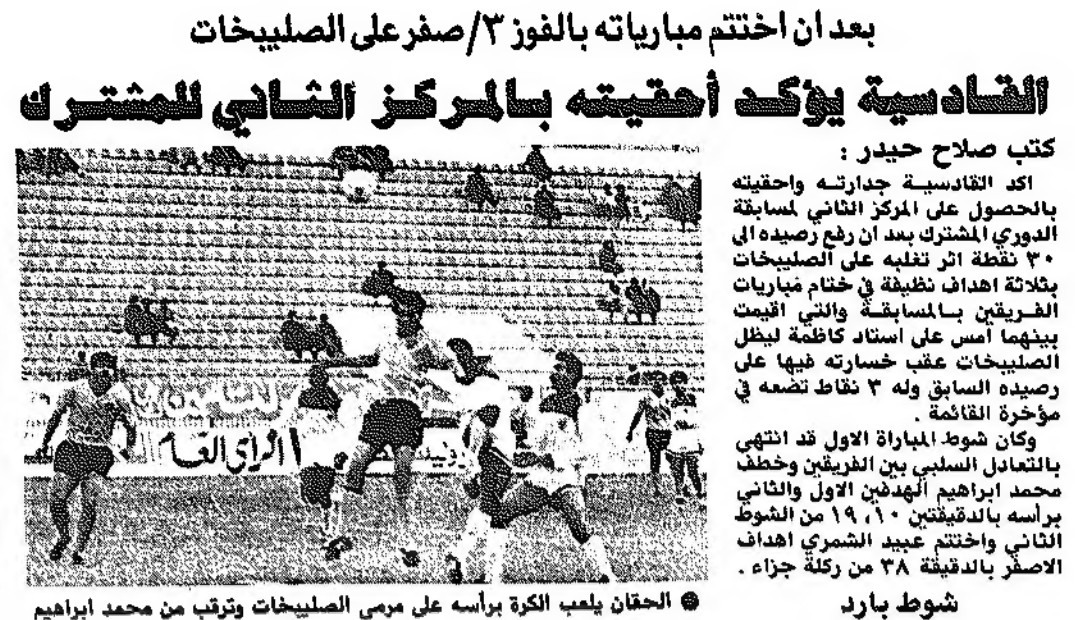 بعد ان اختتم مبارياته بالفوز ٣/صفر على الصليبخات
القادسية يؤكد أحقيته بالمركز الثاني للمشترك
كتب صلاح حيدر :
اكد القادسية جدارته واحقيته
بالحصول على المركز الثاني لمسابقة
الدوري المشترك بعد ان رفع رصيده الى
٣٠ نقطة اثر تغلبه على الصليبخات
بثلاثة اهداف نظيفة في ختام مباريات
الفريقين بالمسابقة والتي اقيمت
بينهما امس على استاد كاظمة ليظل
الصليبخات عقب خسارته فيها على
رصيده السابق وله ٣ نقاط تضعه في
مؤخرة القائمة .
وكان شوط المباراة الاول قد انتهى
بالتعادل السلبي بين الفريقين وخطف
محمد ابراهيم الهدفين الاول والثاني
برأسه بالدقيقتين ١٠، ١٩ من الشوط
الثاني واختتم عبيد الشمري اهداف
الاصفر بالدقيقة ٣٨ من ركلة جزاء .
شوط بارد
الراي العام
الحقان يلعب الكرة برأسه على مرمى الصليبخات وترقب من محمد ابراهيم